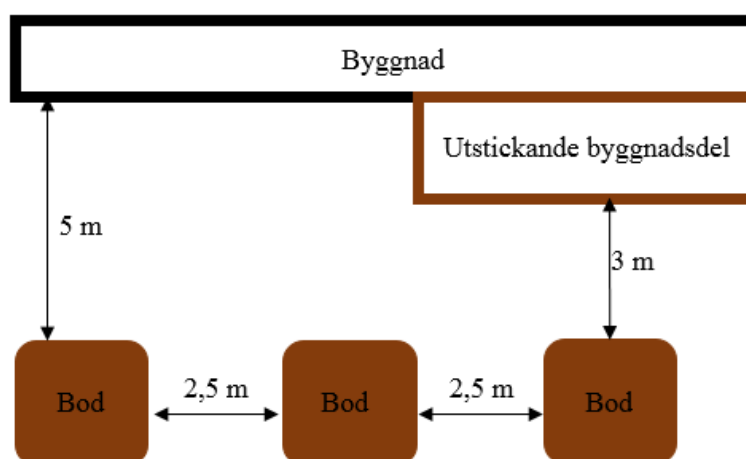 Byggnad
Utstickande byggnadsdel
5 m
3 m
2,5 m
2,5 m
Bod
Bod
Bod